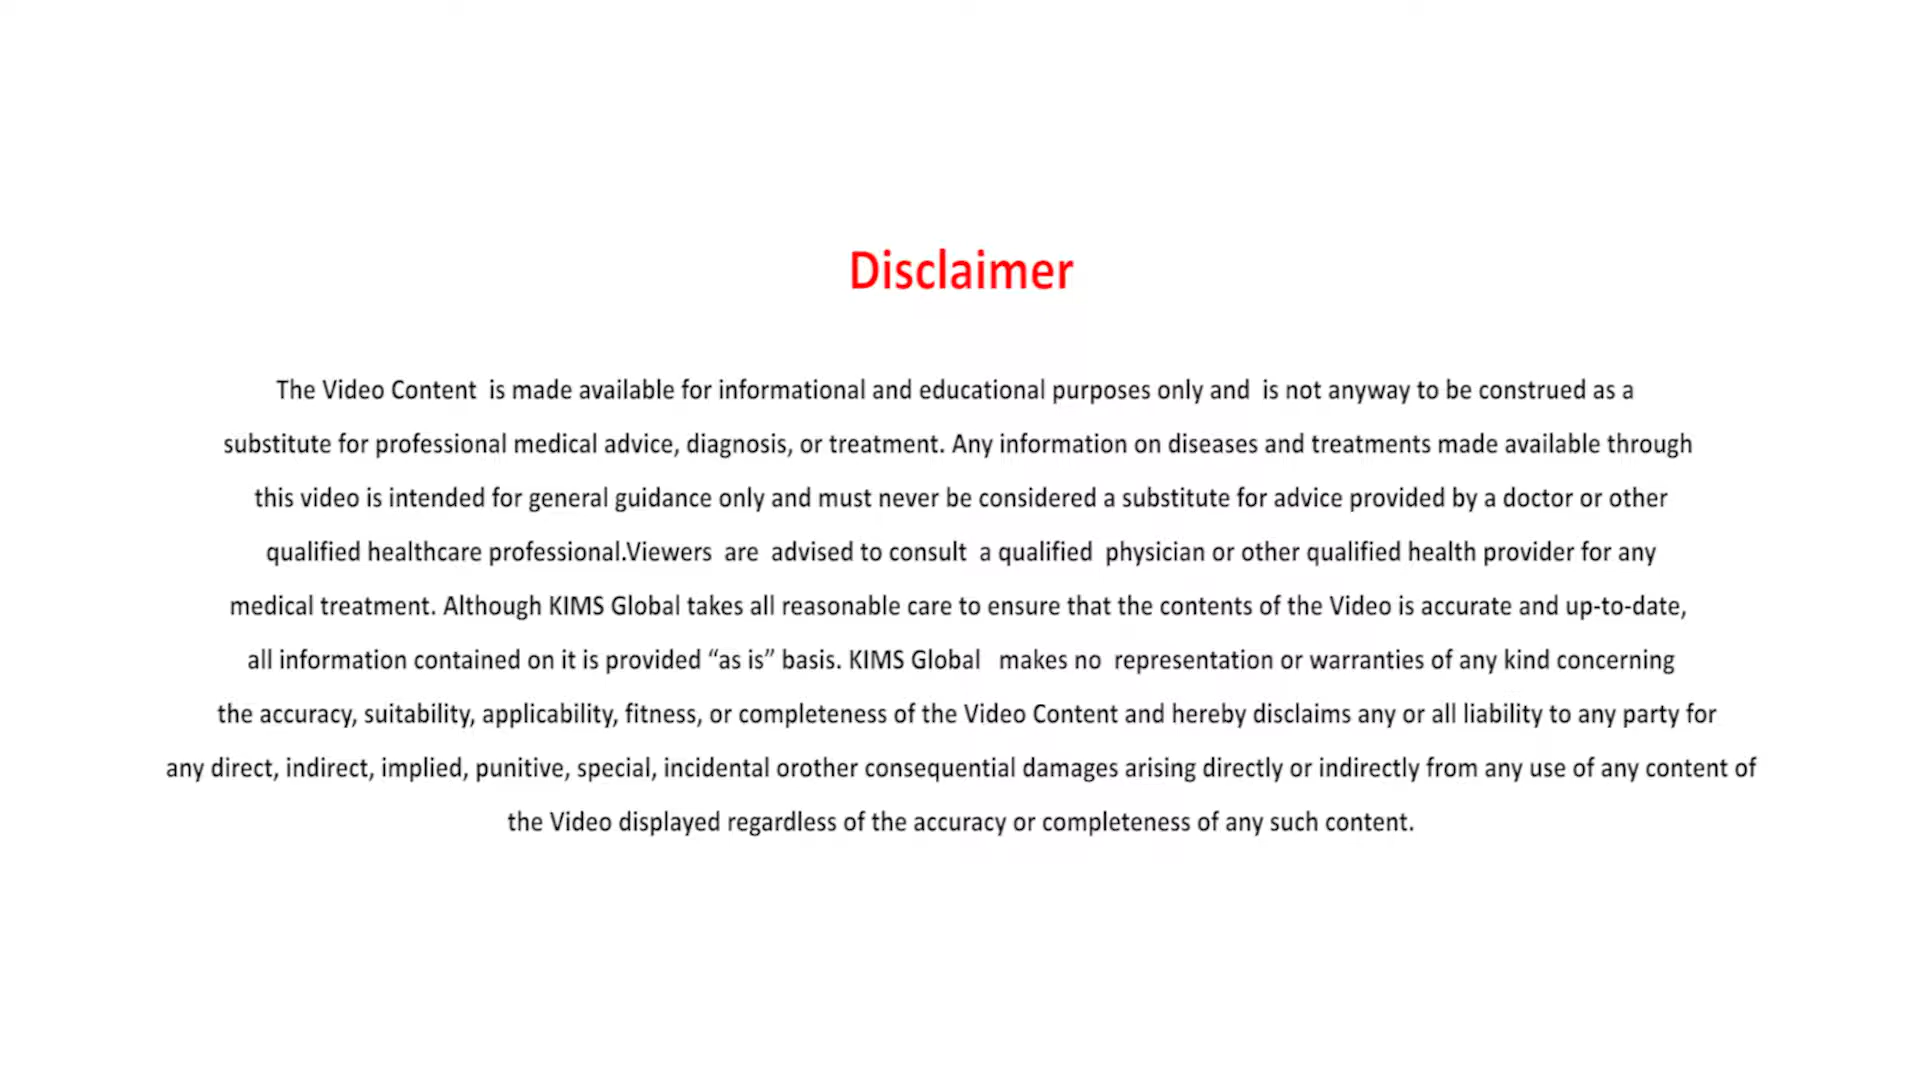 Disclaimer
The Video Content is made available for informational and educational purposes only and is not anyway to be construed as a
substitute for professional medical advice, diagnosis, or treatment. Any information on diseases and treatments made available through
this video is intended for general guidance only and must never be considered a substitute for advice provided by a doctor or other
qualified healthcare professional.Viewers are advised to consult a qualified physician or other qualified health provider for any
medical treatment. Although KIMS Global takes all reasonable care to ensure that the contents of the Video is accurate and up-to-date,
all information contained on it is provided “as is” basis. KIMS Global makes no representation or warranties of any kind concerning
the accuracy, suitability, applicability, fitness, or completeness of the Video Content and hereby disclaims any or all liability to any party for
any direct, indirect, implied, punitive, special, incidental orother consequential damages arising directly or indirectly from any use of any content of
the Video displayed regardless of the accuracy or completeness of any such content.